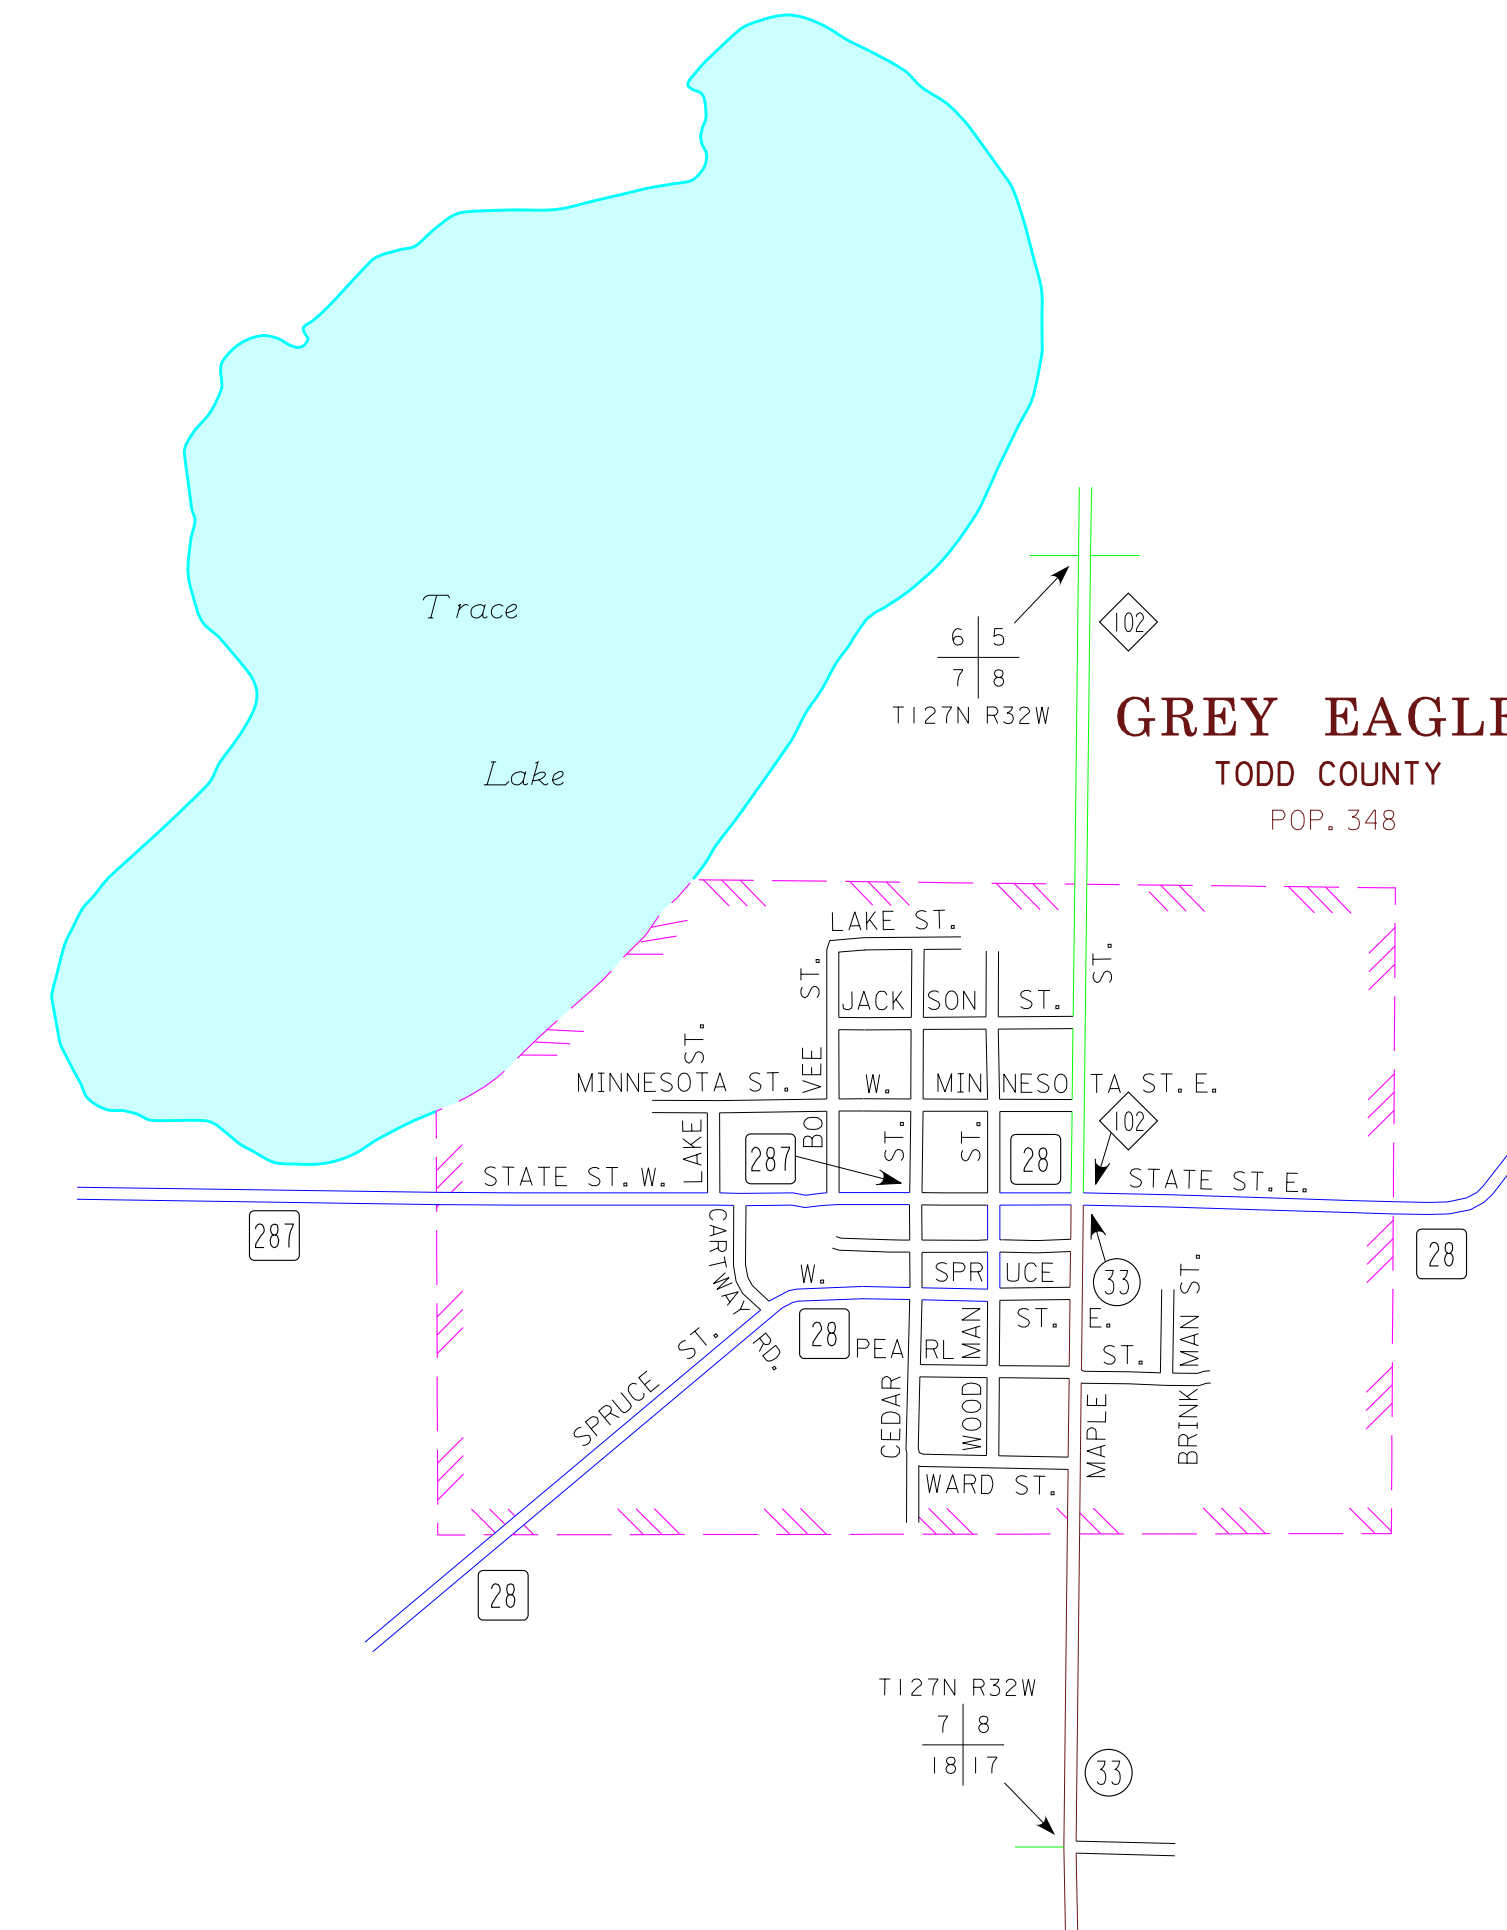 Trace
Lake
102
6 5
7 8
T127N R32W
GREY EAGLE
TODD COUNTY
POP. 348
LAKE ST.
BO VEE ST.
JACK SON ST.
ST.
LAKE ST.
MINNESOTA ST. W. MIN NESO TA ST. E.
102
287
28
STATE ST. W.
STATE ST. E.
287
28
CARTWAY RD.
W. SPR UCE ST. E.
33
28
SPRUCE ST.
PEA RL ST.
CEDAR ST.
WOOD MAN ST.
MAPLE
BRINK MAN ST.
WARD ST.
28
T127N R32W
7 8
18 17
33